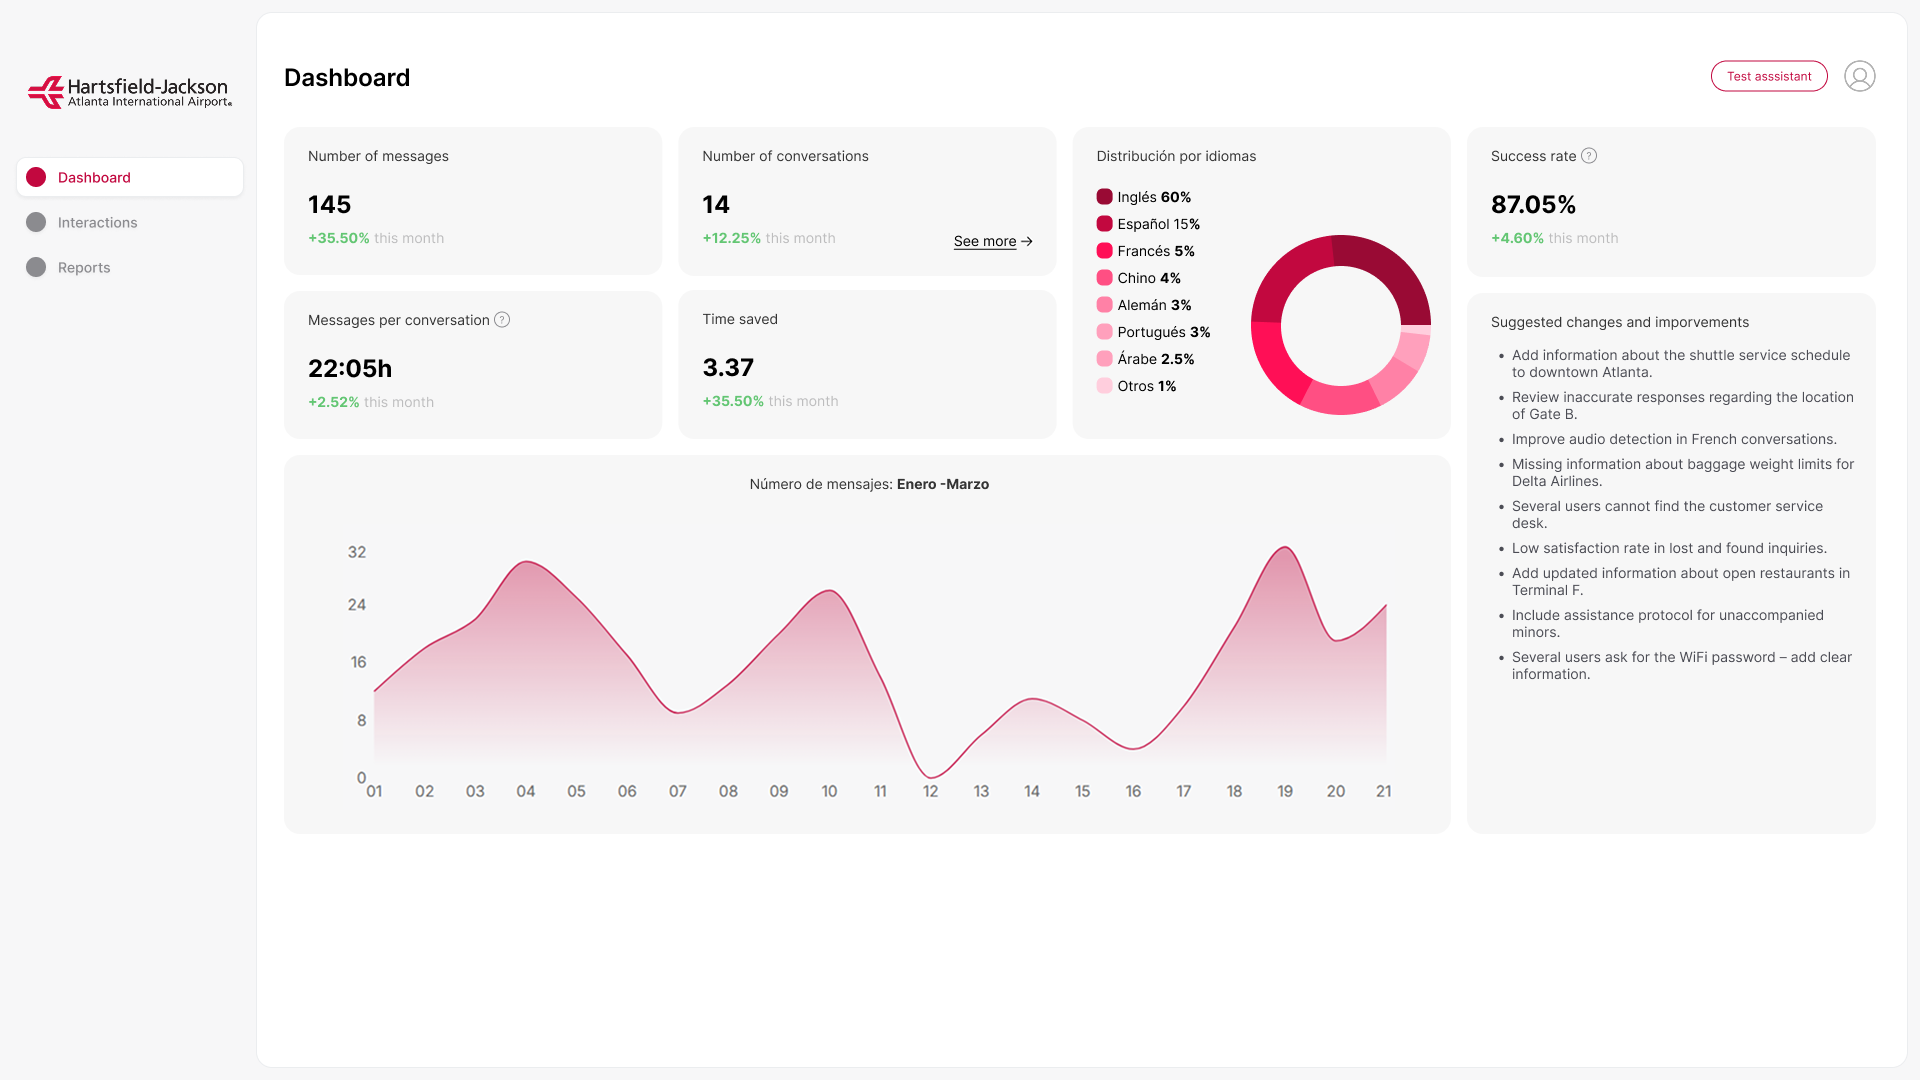 Hartsfield-Jackson
Atlanta International Airport®
Dashboard
Interactions
Reports
Dashboard
Test asssistant
Number of messages
145
+35.50% this month
Number of conversations
14
+12.25% this month
See more →
Distribución por idiomas
Inglés 60%
Español 15%
Francés 5%
Chino 4%
Alemán 3%
Portugués 3%
Árabe 2.5%
Otros 1%
Success rate ?
87.05%
+4.60% this month
Messages per conversation ?
22:05h
+2.52% this month
Time saved
3.37
+35.50% this month
Suggested changes and imporvements
• Add information about the shuttle service schedule
to downtown Atlanta.
• Review inaccurate responses regarding the location
of Gate B.
• Improve audio detection in French conversations.
• Missing information about baggage weight limits for
Delta Airlines.
• Several users cannot find the customer service
desk.
• Low satisfaction rate in lost and found inquiries.
• Add updated information about open restaurants in
Terminal F.
• Include assistance protocol for unaccompanied
minors.
• Several users ask for the WiFi password – add clear
information.
Número de mensajes: Enero -Marzo
32
24
16
8
0
01 02 03 04 05 06 07 08 09 10 11 12 13 14 15 16 17 18 19 20 21